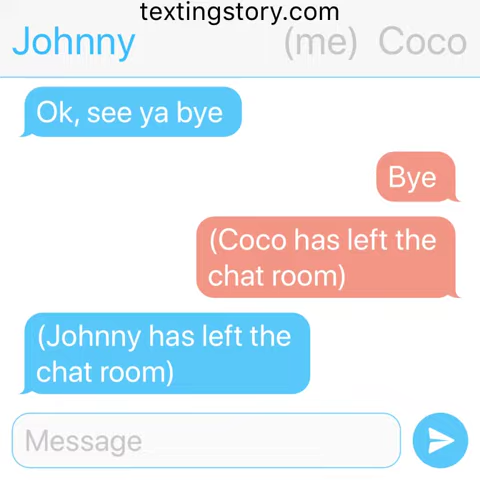 textingstory.com
Johnny (me) Coco
Ok, see ya bye
Bye
(Coco has left the
chat room)
(Johnny has left the
chat room)
Message